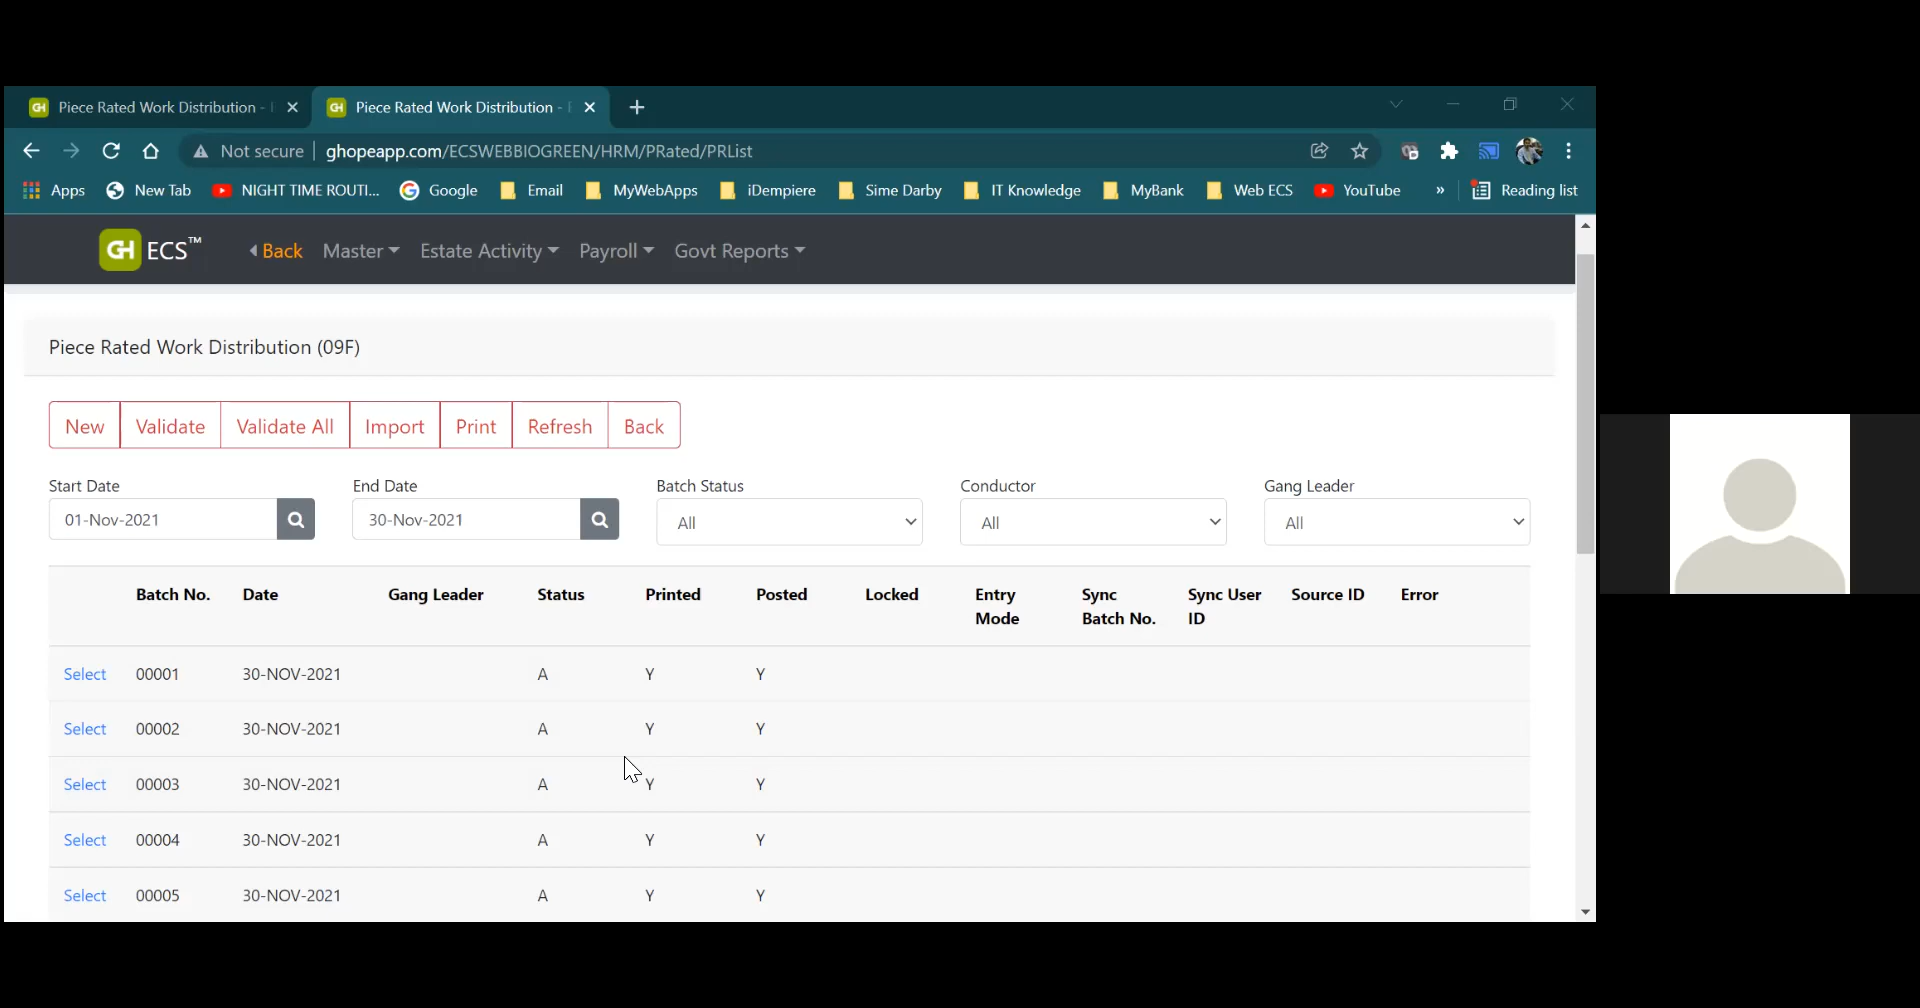 Piece Rated Work Distribution -
Piece Rated Work Distribution -
Not secure | ghopeapp.com/ECSWEBBIOGREEN/HRM/PRated/PRList
Apps New Tab NIGHT TIME ROUTI... Google Email MyWebApps iDempiere Sime Darby IT Knowledge MyBank Web ECS YouTube » Reading list
GH ECS™ Back Master Estate Activity Payroll Govt Reports
Piece Rated Work Distribution (09F)
New Validate Validate All Import Print Refresh Back
Start Date End Date Batch Status Conductor Gang Leader
01-Nov-2021 30-Nov-2021 All All All
Batch No. Date Gang Leader Status Printed Posted Locked Entry Mode Sync Batch No. Sync User ID Source ID Error
Select 00001 30-NOV-2021 A Y Y
Select 00002 30-NOV-2021 A Y Y
Select 00003 30-NOV-2021 A Y Y
Select 00004 30-NOV-2021 A Y Y
Select 00005 30-NOV-2021 A Y Y